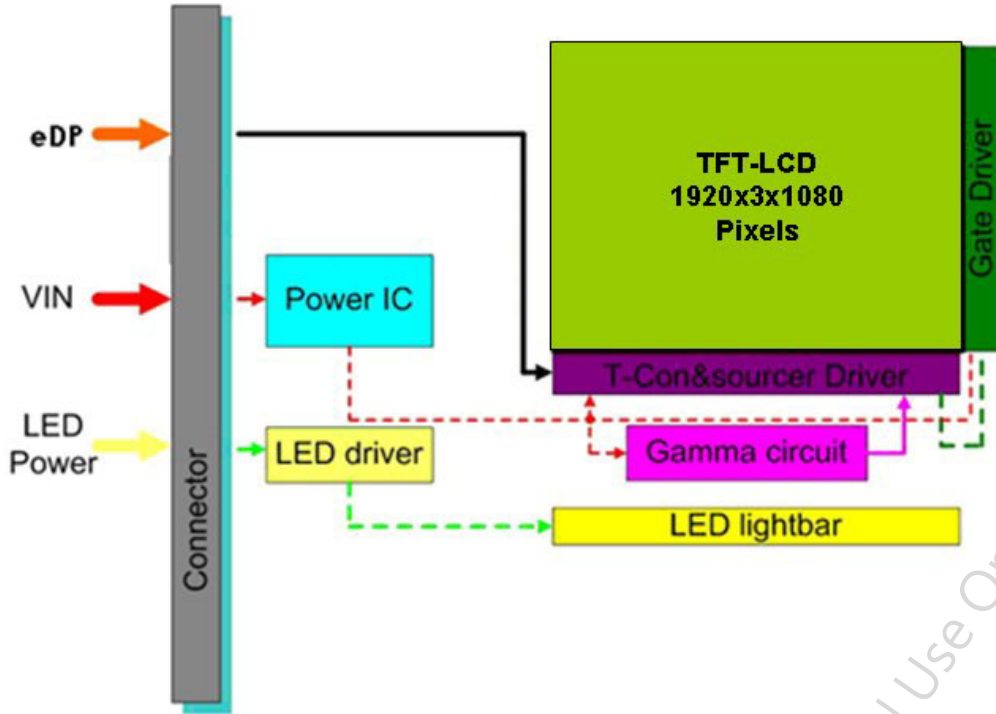 eDP
VIN
LED
Power
Connector
Power IC
LED driver
TFT-LCD
1920x3x1080
Pixels
Gate Driver
T-Con&sourcer Driver
Gamma circuit
LED lightbar
Use